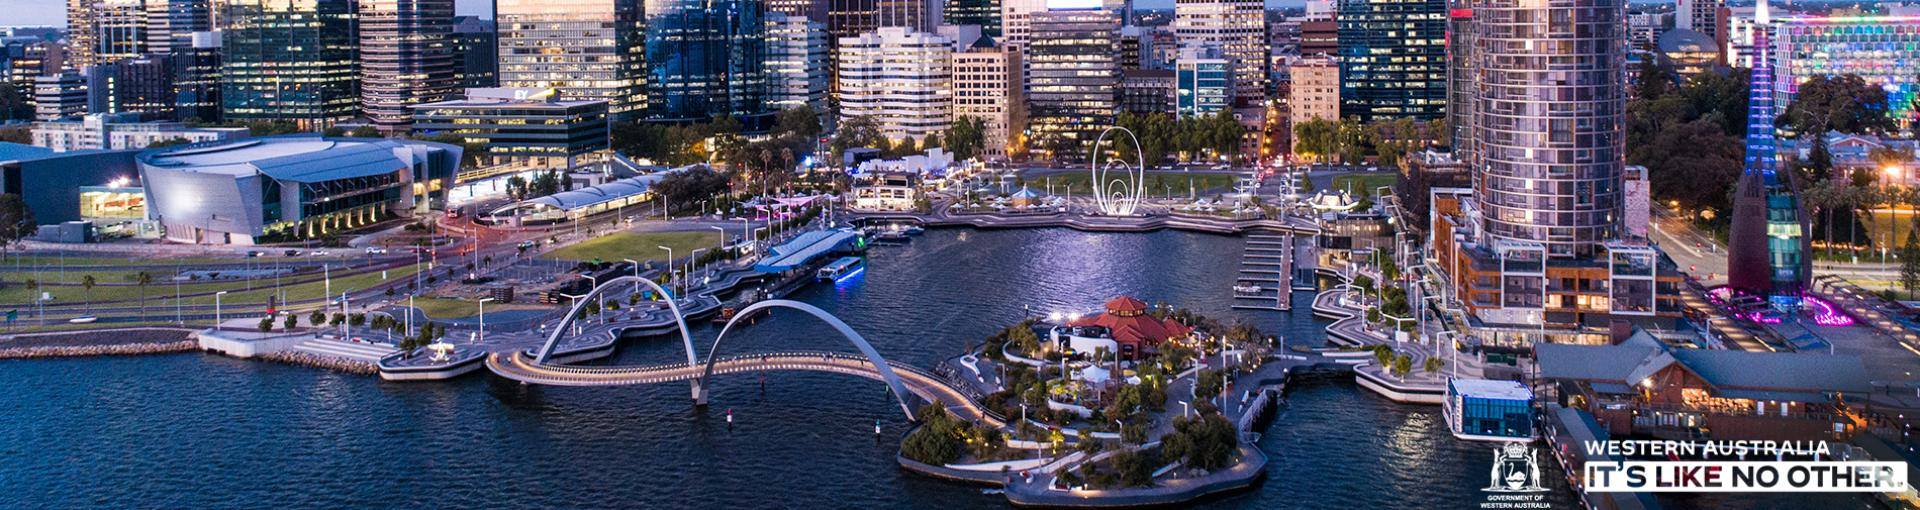 EY
WESTERN AUSTRALIA
IT'S LIKE NO OTHER.
GOVERNMENT OF
WESTERN AUSTRALIA